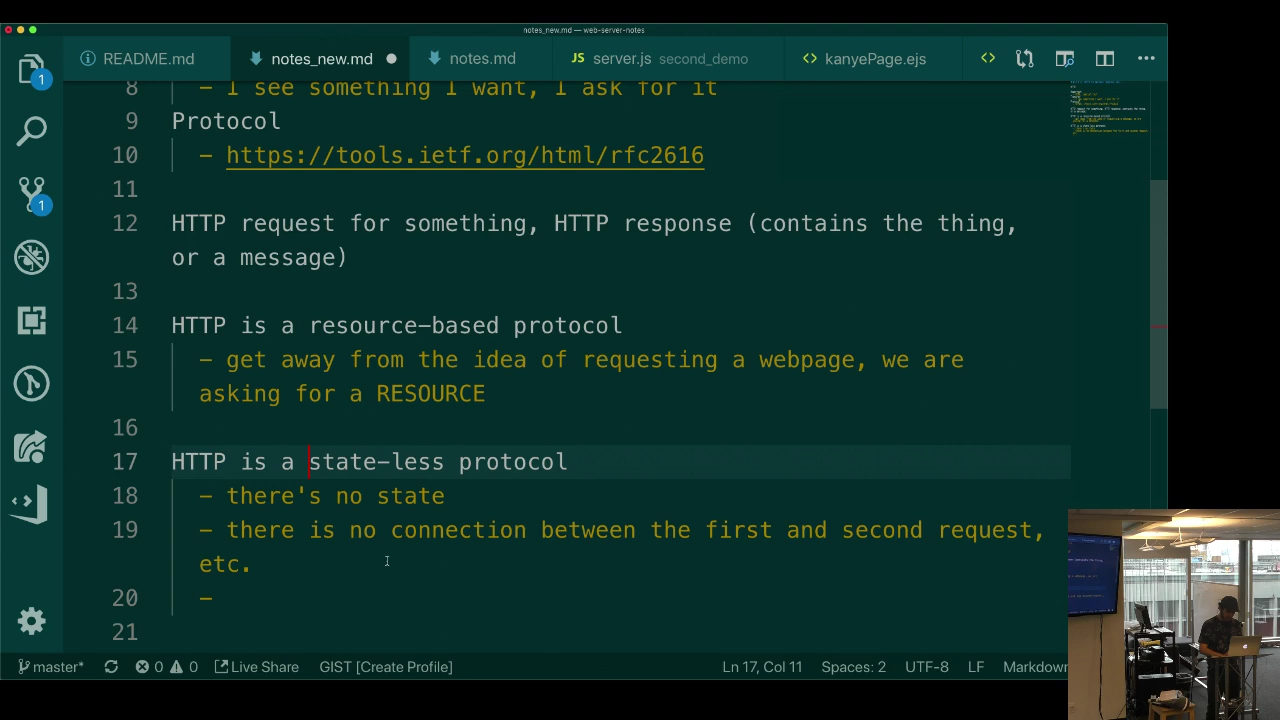 notes_new.md — web-server-notes
README.md
notes_new.md
notes.md
JS server.js second_demo
kanyePage.ejs
1
1
8 - I see something I want, I ask for it
9 Protocol
10 - https://tools.ietf.org/html/rfc2616
11
12 HTTP request for something, HTTP response (contains the thing,
or a message)
13
14 HTTP is a resource-based protocol
15 - get away from the idea of requesting a webpage, we are
asking for a RESOURCE
16
17 HTTP is a state-less protocol
18 - there's no state
19 - there is no connection between the first and second request,
etc.
20 -
21
master* 0 0 Live Share GIST [Create Profile] Ln 17, Col 11 Spaces: 2 UTF-8 LF Markdown